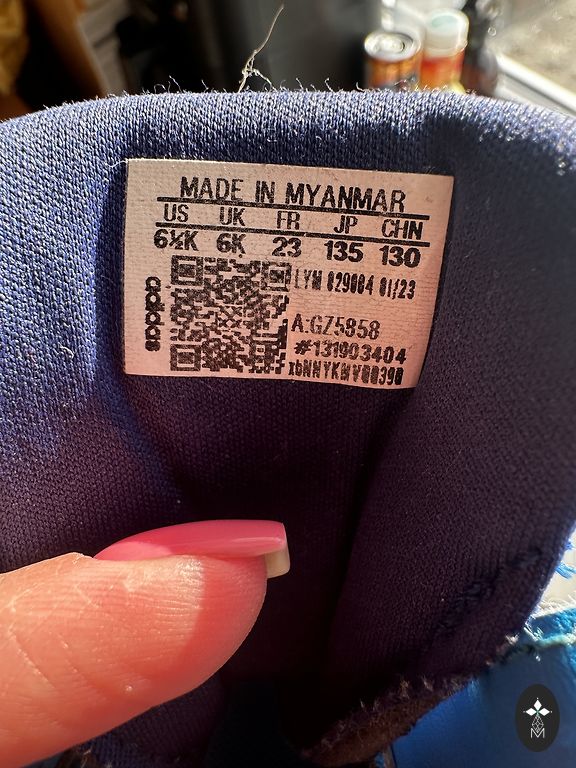 MADE IN MYANMAR
US UK FR JP CHN
6½K 6K 23 135 130
adidas
LYM 029004 01/23
A:GZ5858
#131903404
M